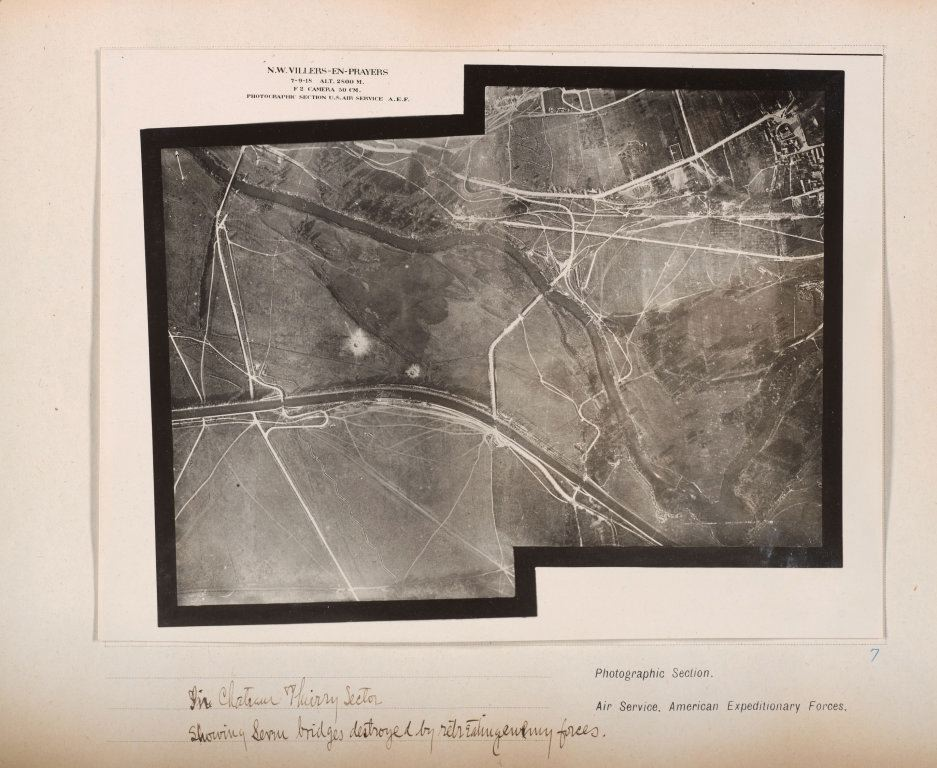 N.W. VILLERS-EN-PRAYERS
7-9-18 ALT. 2800 M.
F 2 CAMERA 50 CM.
PHOTOGRAPHIC SECTION U.S. AIR SERVICE A.E.F.
7
Photographic Section.
In Chateau Thierry Sector
Air Service, American Expeditionary Forces.
Showing Seven bridges destroyed by retreating enemy forces.